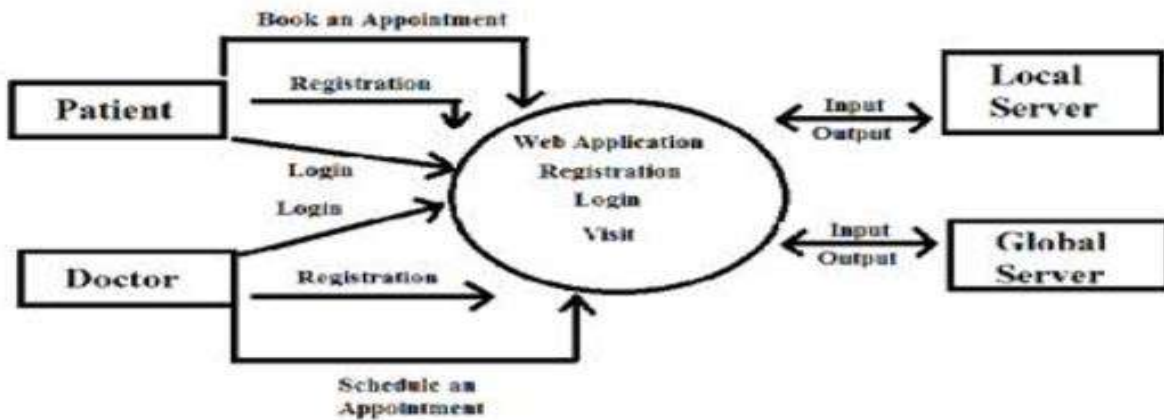 Book an Appointment
Registration
Patient
Login
Login
Doctor
Registration
Schedule an
Appointment
Web Application
Registration
Login
Visit
Input
Output
Local
Server
Input
Output
Global
Server